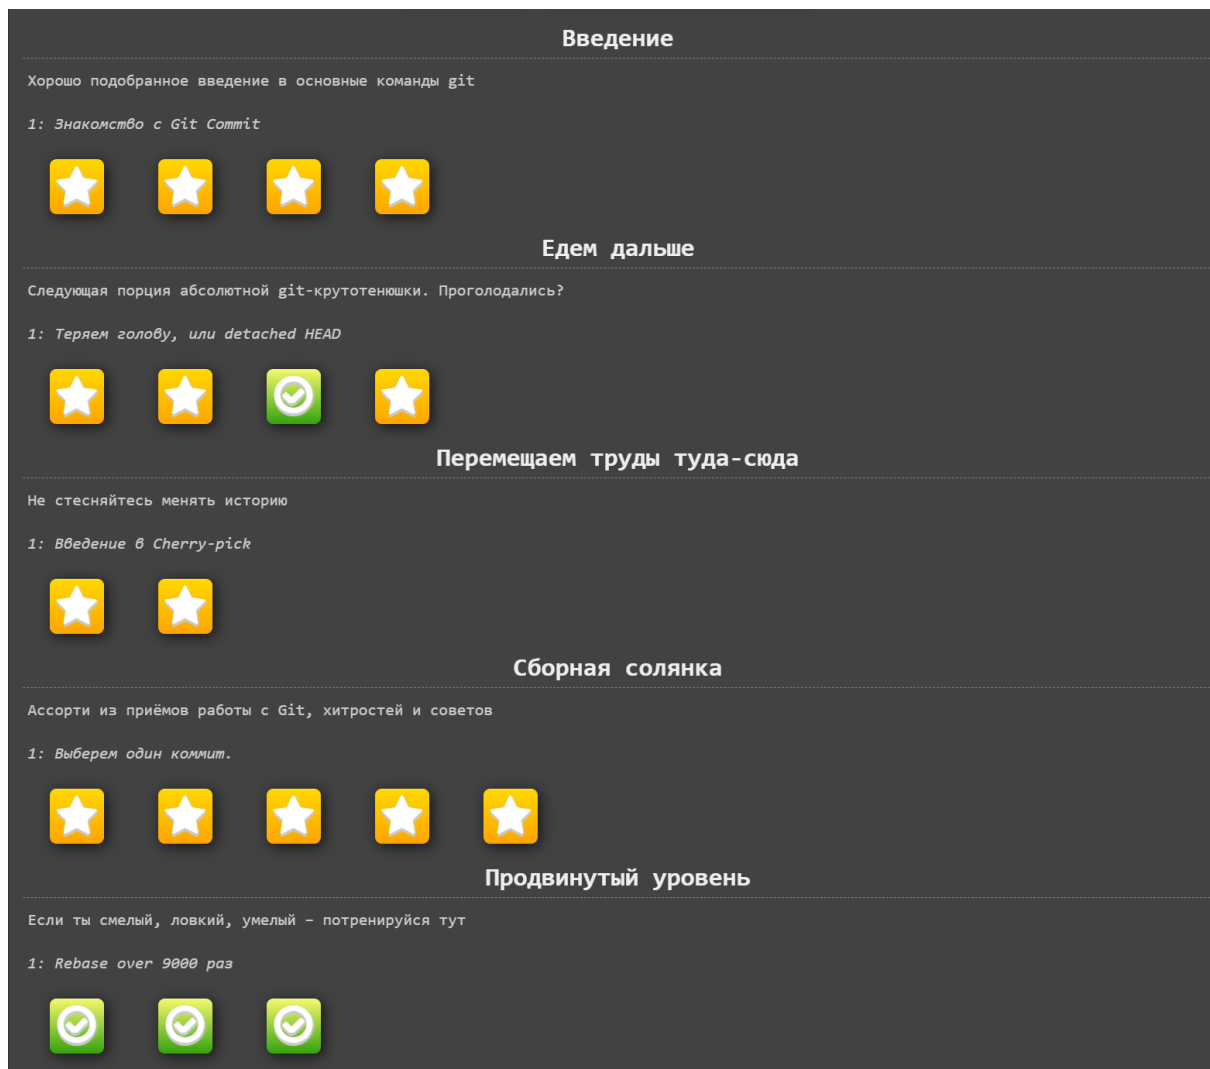 Введение
Хорошо подобранное введение в основные команды git
1: Знакомство с Git Commit
Едем дальше
Следующая порция абсолютной git-крутотенюшки. Проголодались?
1: Теряем голову, или detached HEAD
Перемещаем труды туда-сюда
Не стесняйтесь менять историю
1: Введение в Cherry-pick
Сборная солянка
Ассорти из приёмов работы с Git, хитростей и советов
1: Выберем один коммит.
Продвинутый уровень
Если ты смелый, ловкий, умелый – потренируйся тут
1: Rebase over 9000 раз